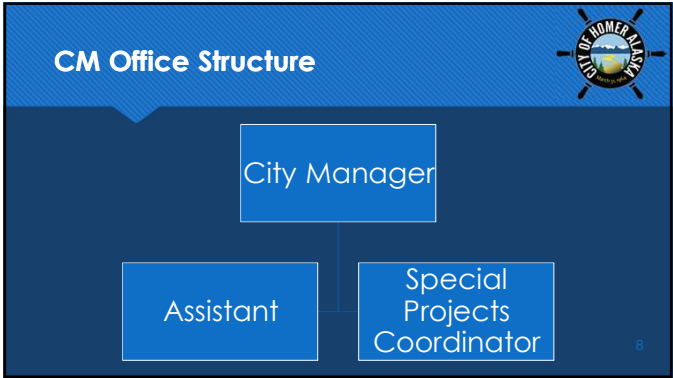 CM Office Structure
CITY OF HOMER ALASKA
City Manager
Assistant
Special
Projects
Coordinator
8